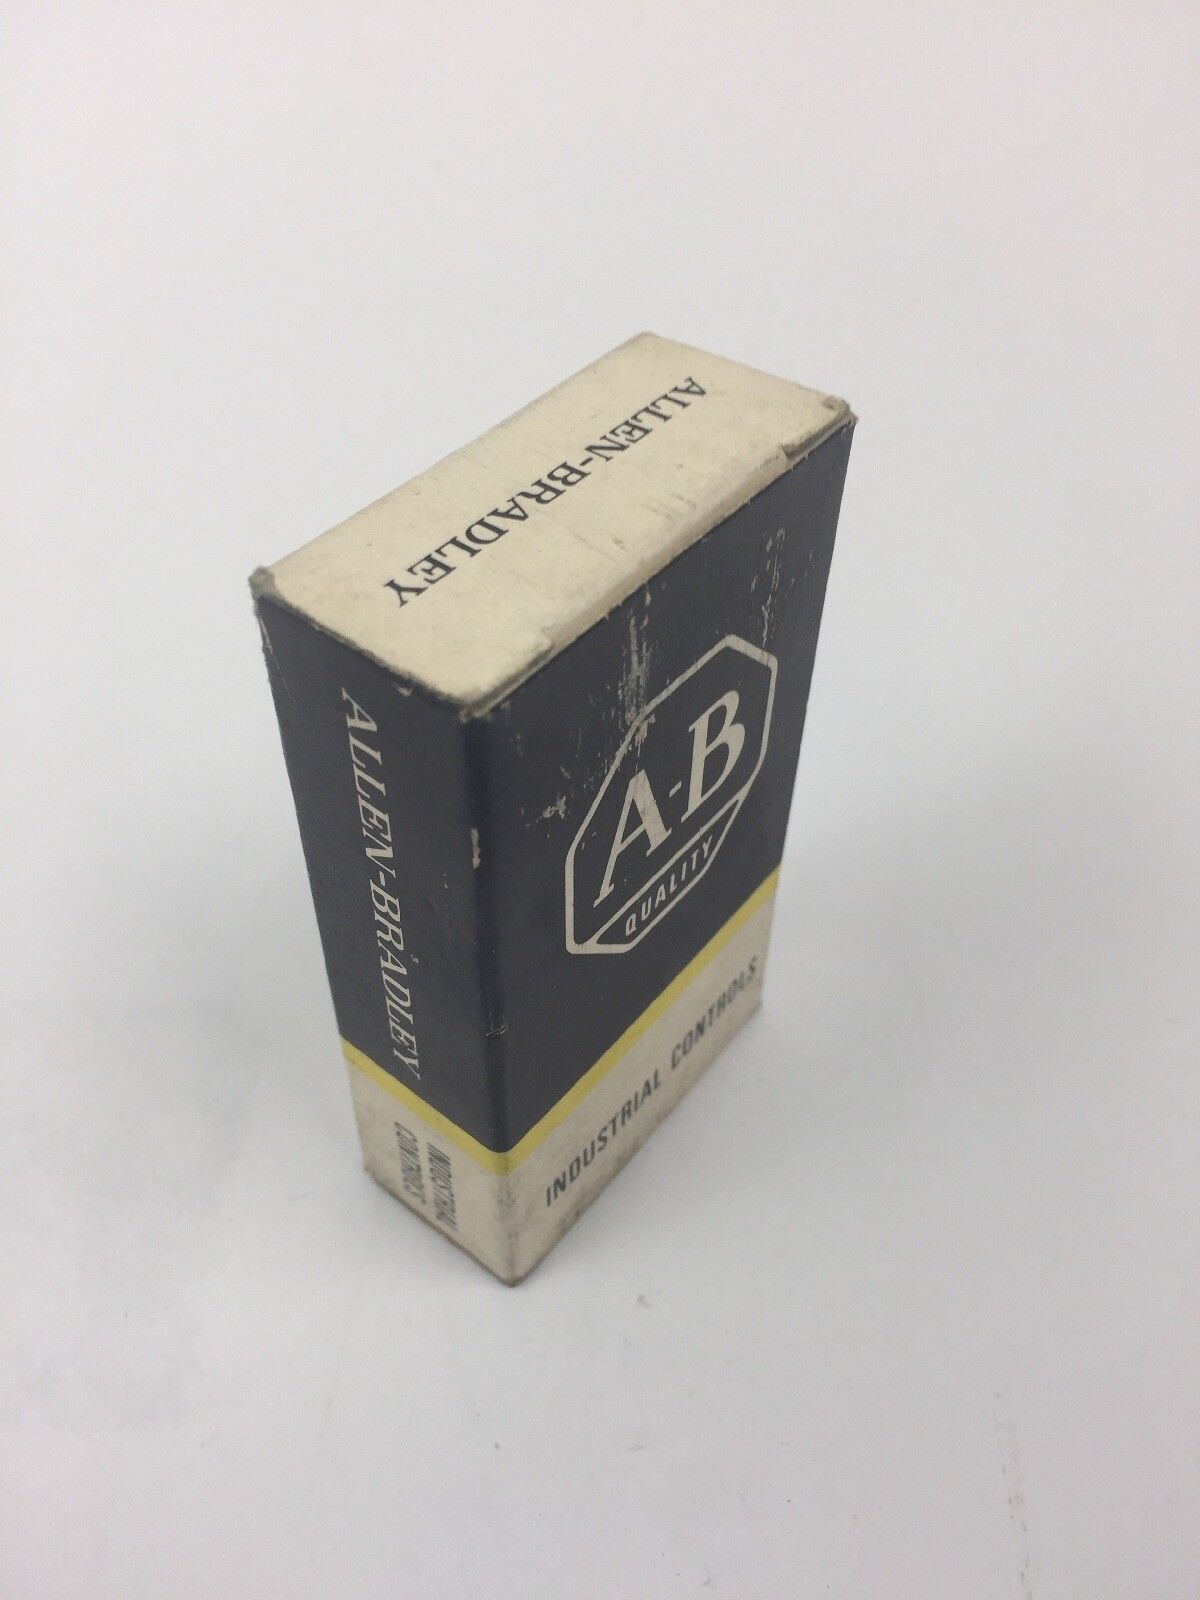 ALLEN-BRADLEY
A-B
QUALITY
INDUSTRIAL CONTROLS
ALLEN-BRADLEY
INDUSTRIAL
CONTROLS